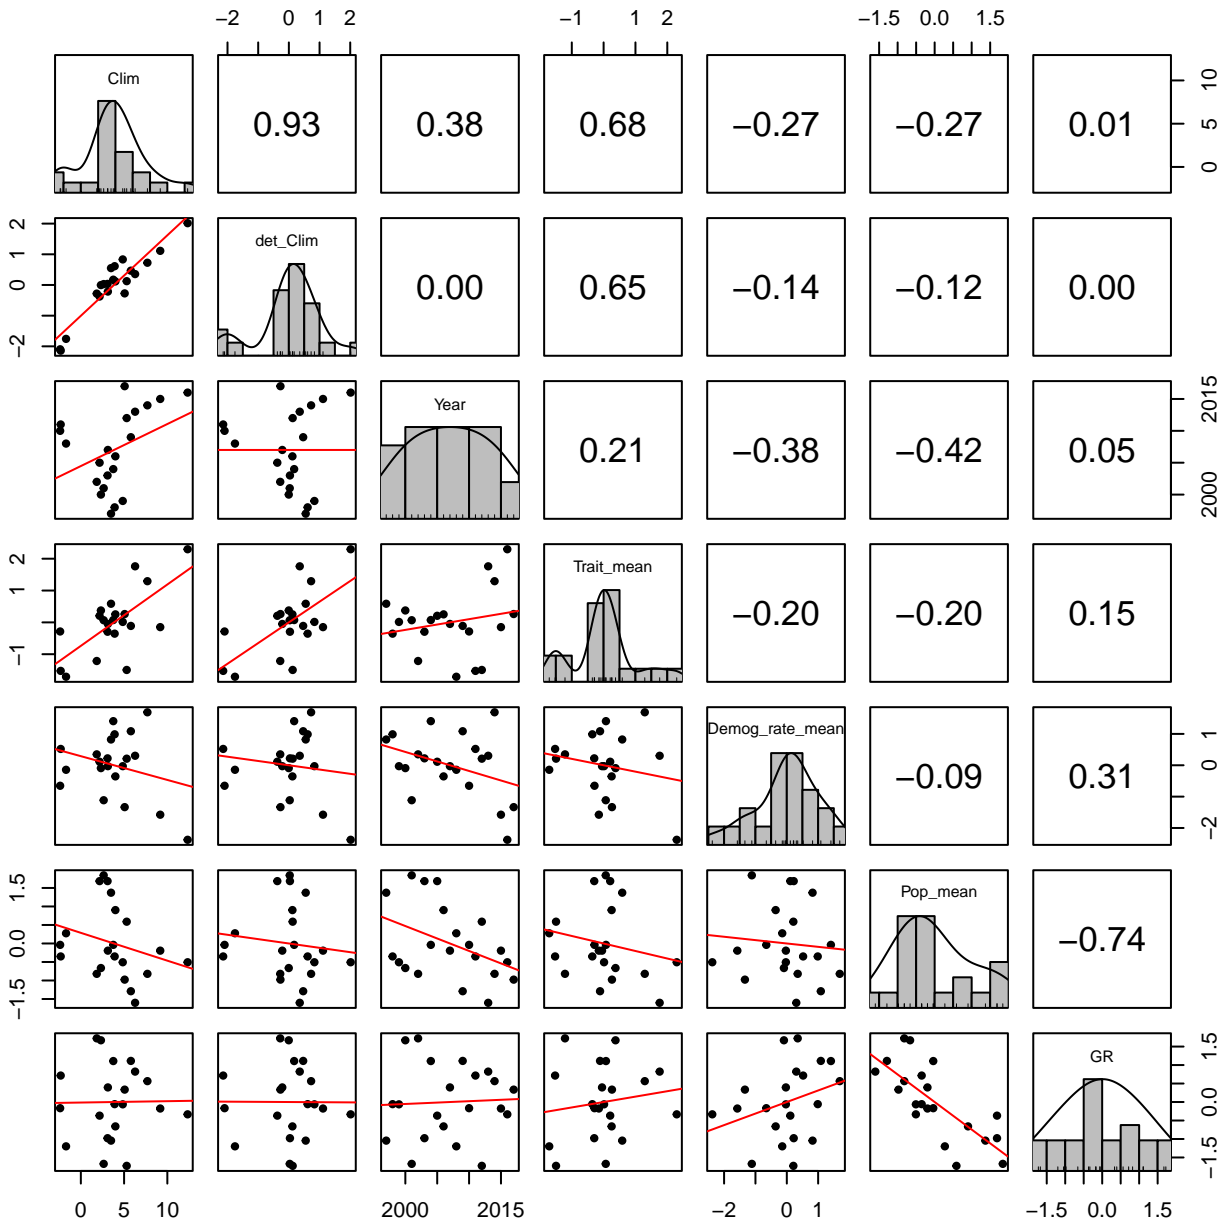 −2 0 1 2 −1 1 2 −1.5 0.0 1.5
Clim 0.93 0.38 0.68 −0.27 −0.27 0.01 0 5 10
−2 0 1 2 det_Clim 0.00 0.65 −0.14 −0.12 0.00
Year 0.21 −0.38 −0.42 0.05 2000 2015
−1 1 2 Trait_mean −0.20 −0.20 0.15
Demog_rate_mean −0.09 0.31 −2 0 1
−1.5 0.0 1.5 Pop_mean −0.74
GR −1.5 0.0 1.5
0 5 10 2000 2015 −2 0 1 −1.5 0.0 1.5